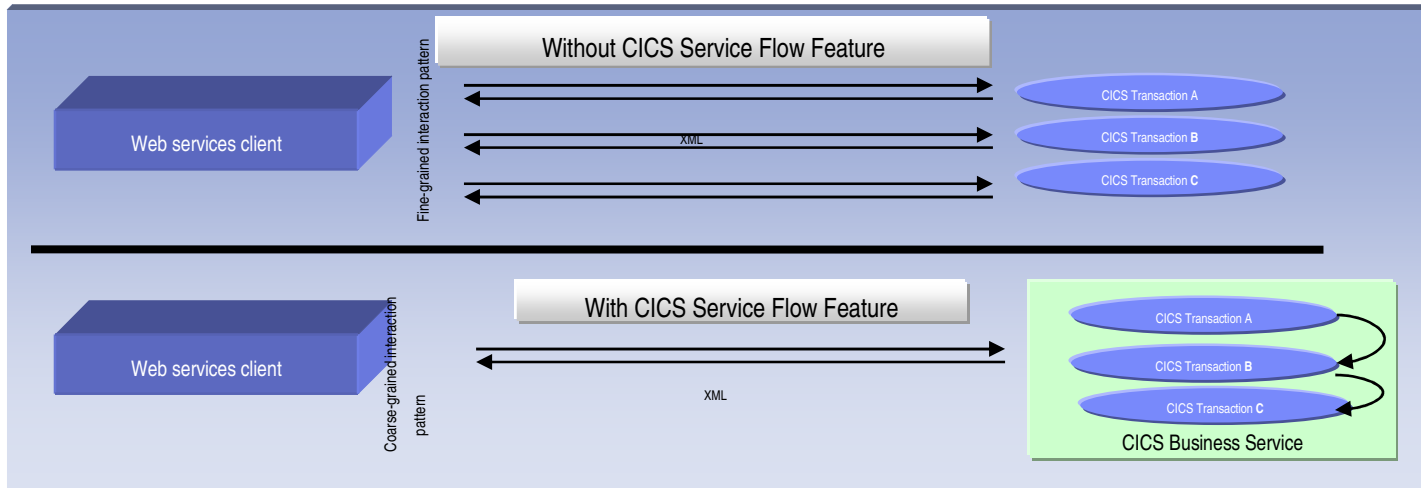 Without CICS Service Flow Feature
Web services client
Fine-grained interaction pattern
XML
CICS Transaction A
CICS Transaction B
CICS Transaction C
With CICS Service Flow Feature
Web services client
Coarse-grained interaction
pattern
XML
CICS Transaction A
CICS Transaction B
CICS Transaction C
CICS Business Service